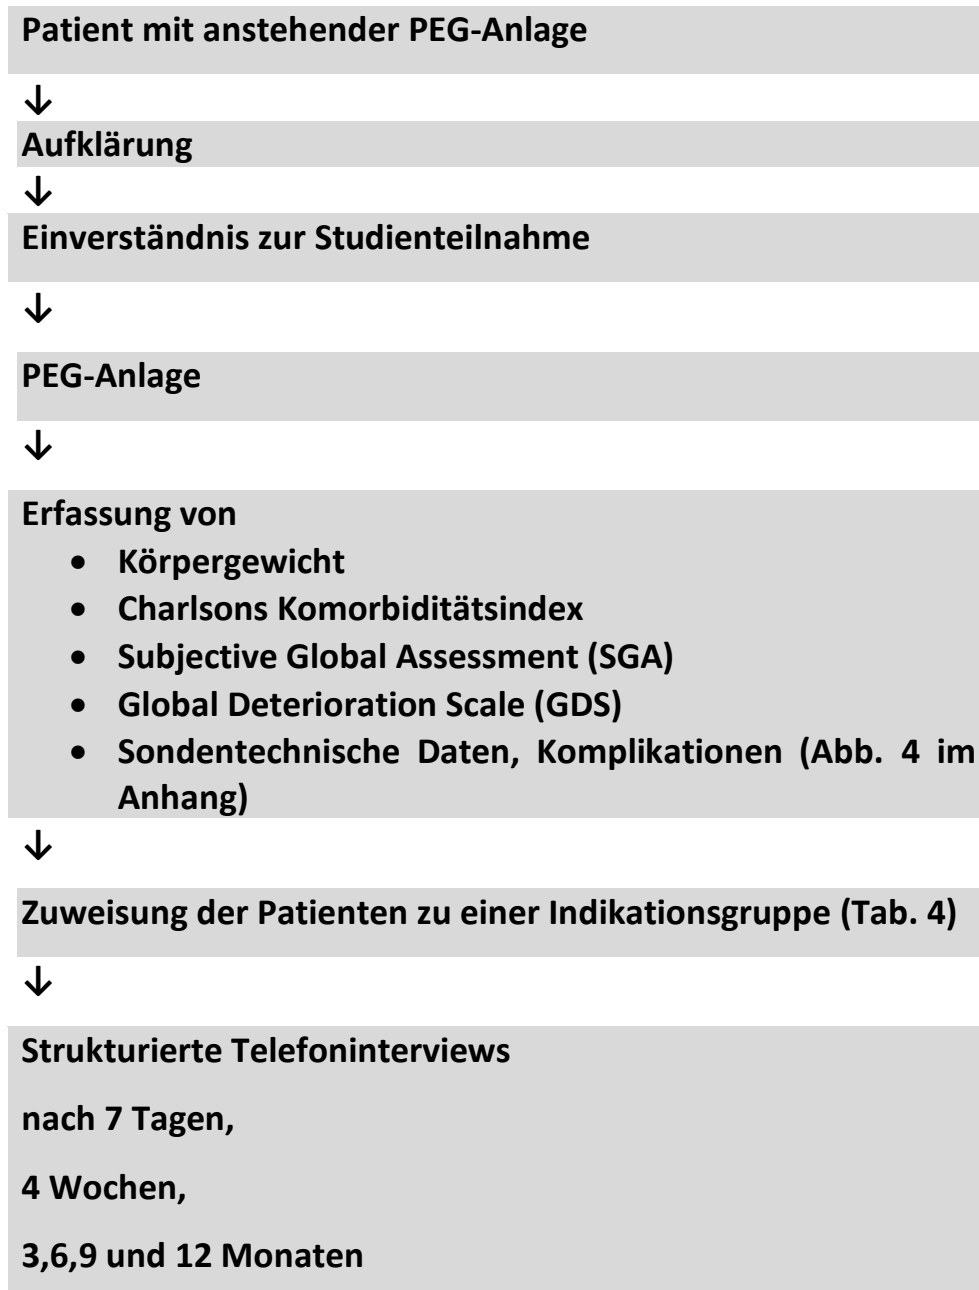 Patient mit anstehender PEG-Anlage
↓
Aufklärung
↓
Einverständnis zur Studienteilnahme
↓
PEG-Anlage
↓
Erfassung von
• Körpergewicht
• Charlsons Komorbiditätsindex
• Subjective Global Assessment (SGA)
• Global Deterioration Scale (GDS)
• Sondentechnische Daten, Komplikationen (Abb. 4 im
Anhang)
↓
Zuweisung der Patienten zu einer Indikationsgruppe (Tab. 4)
↓
Strukturierte Telefoninterviews
nach 7 Tagen,
4 Wochen,
3,6,9 und 12 Monaten